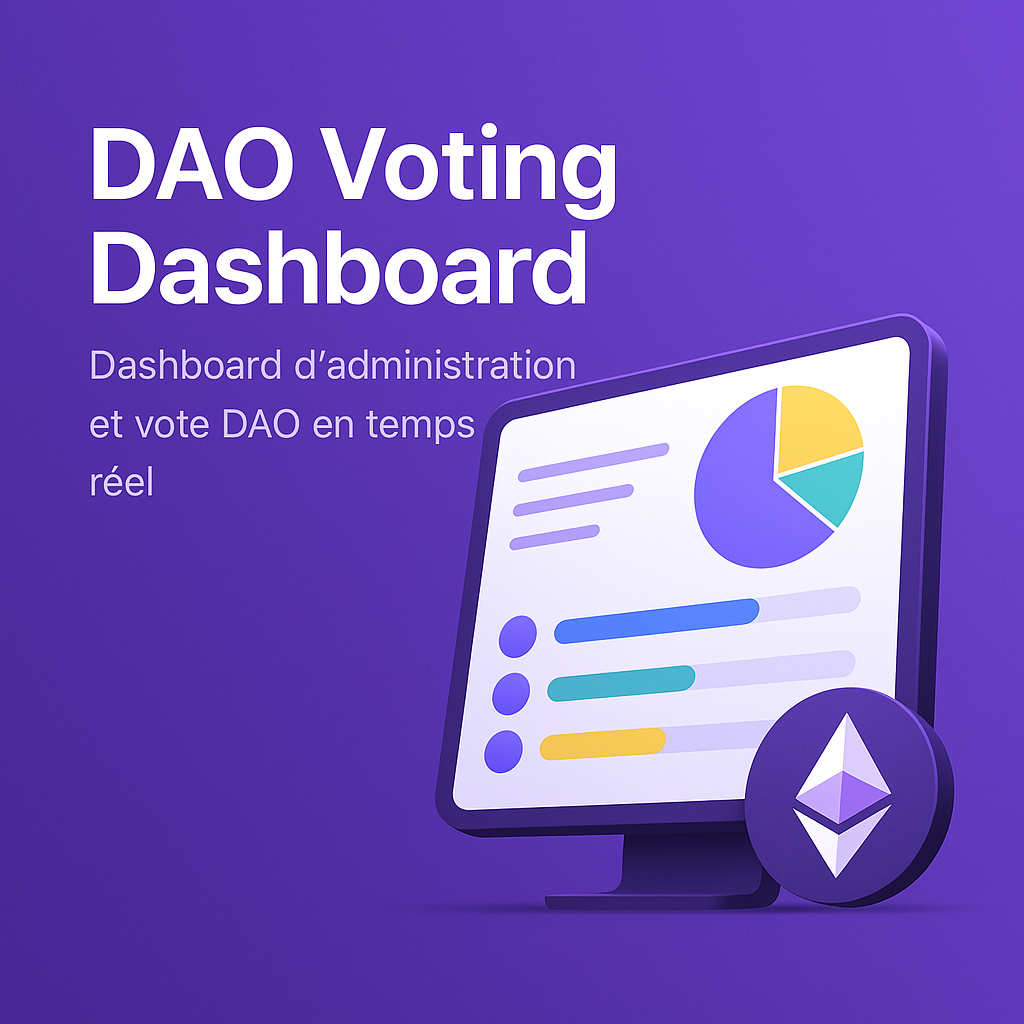 DAO Voting
Dashboard
Dashboard d’administration
et vote DAO en temps
réel